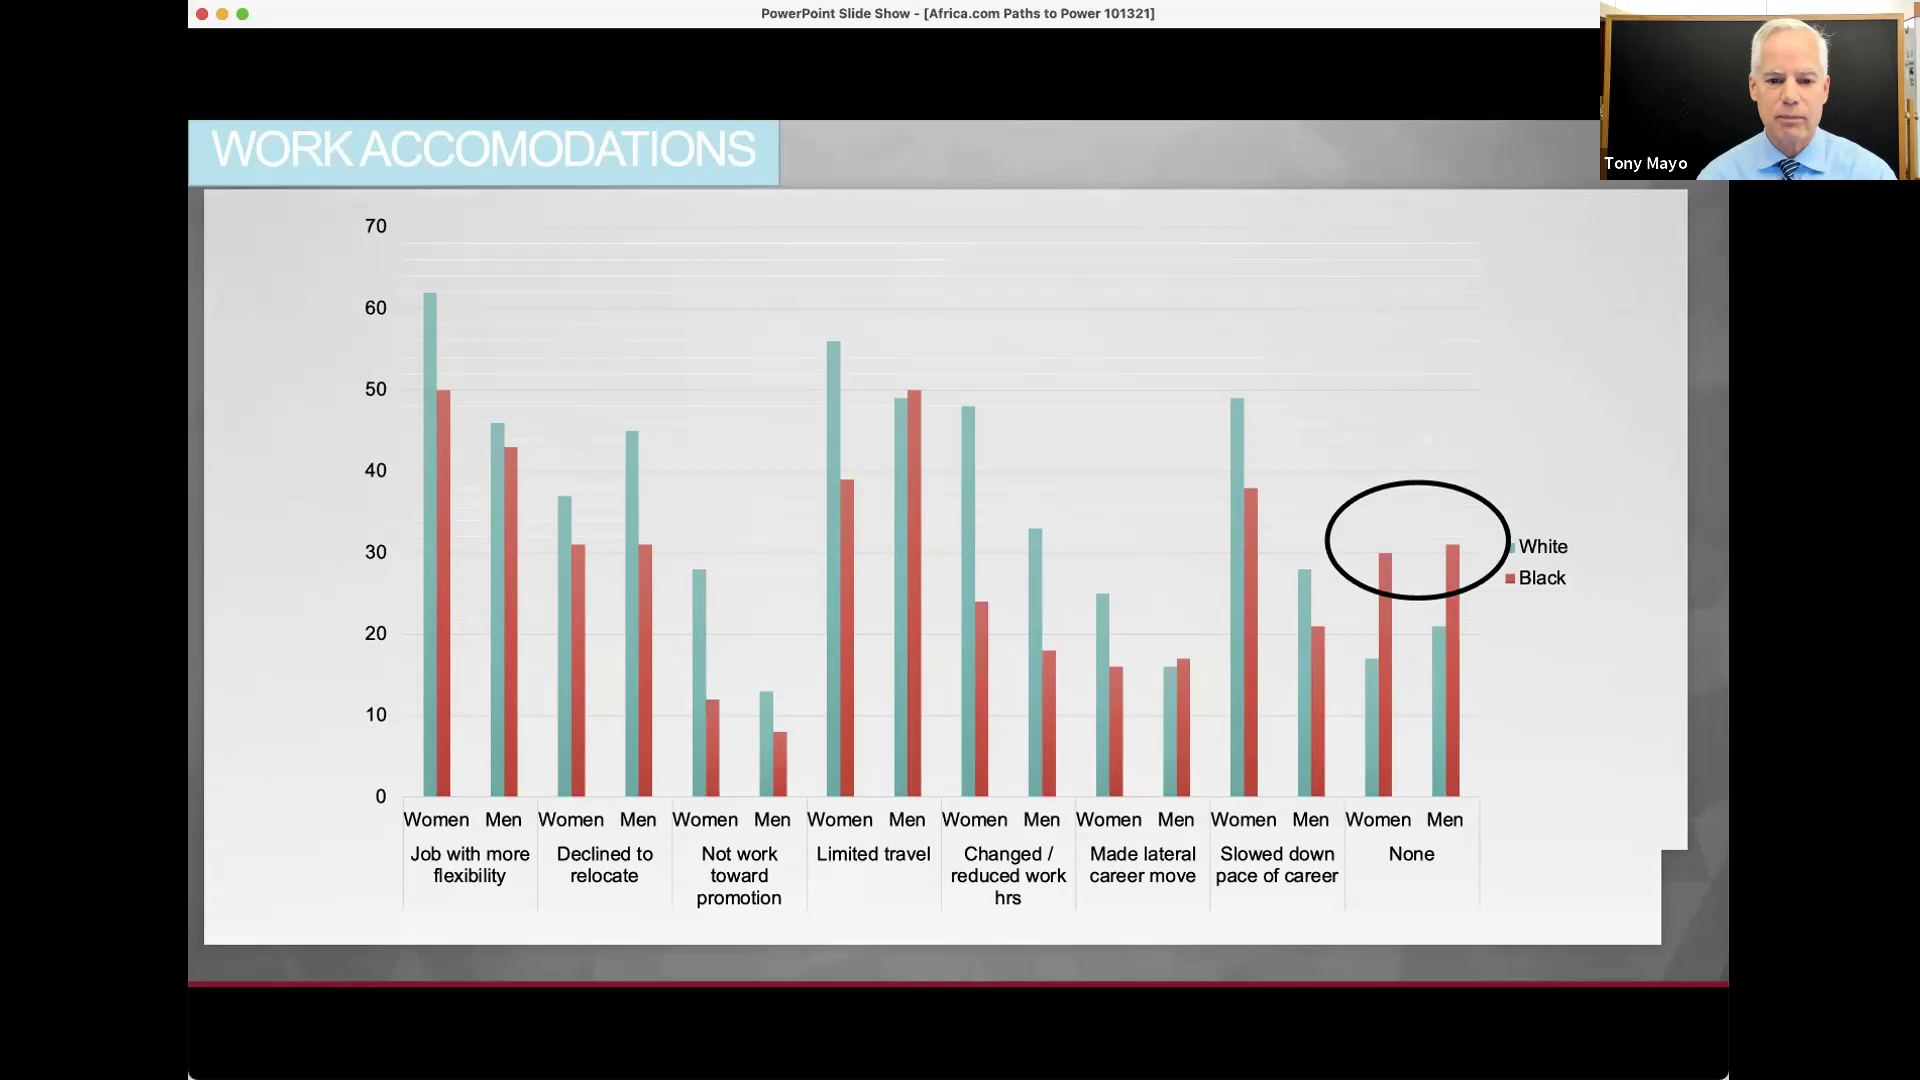 PowerPoint Slide Show - [Africa.com Paths to Power 101321]
Tony Mayo
WORK ACCOMODATIONS
70
60
50
40
30
20
10
0
White
Black
Women Men Women Men Women Men Women Men Women Men Women Men Women Men Women Men
Job with more flexibility
Declined to relocate
Not work toward promotion
Limited travel
Changed / reduced work hrs
Made lateral career move
Slowed down pace of career
None